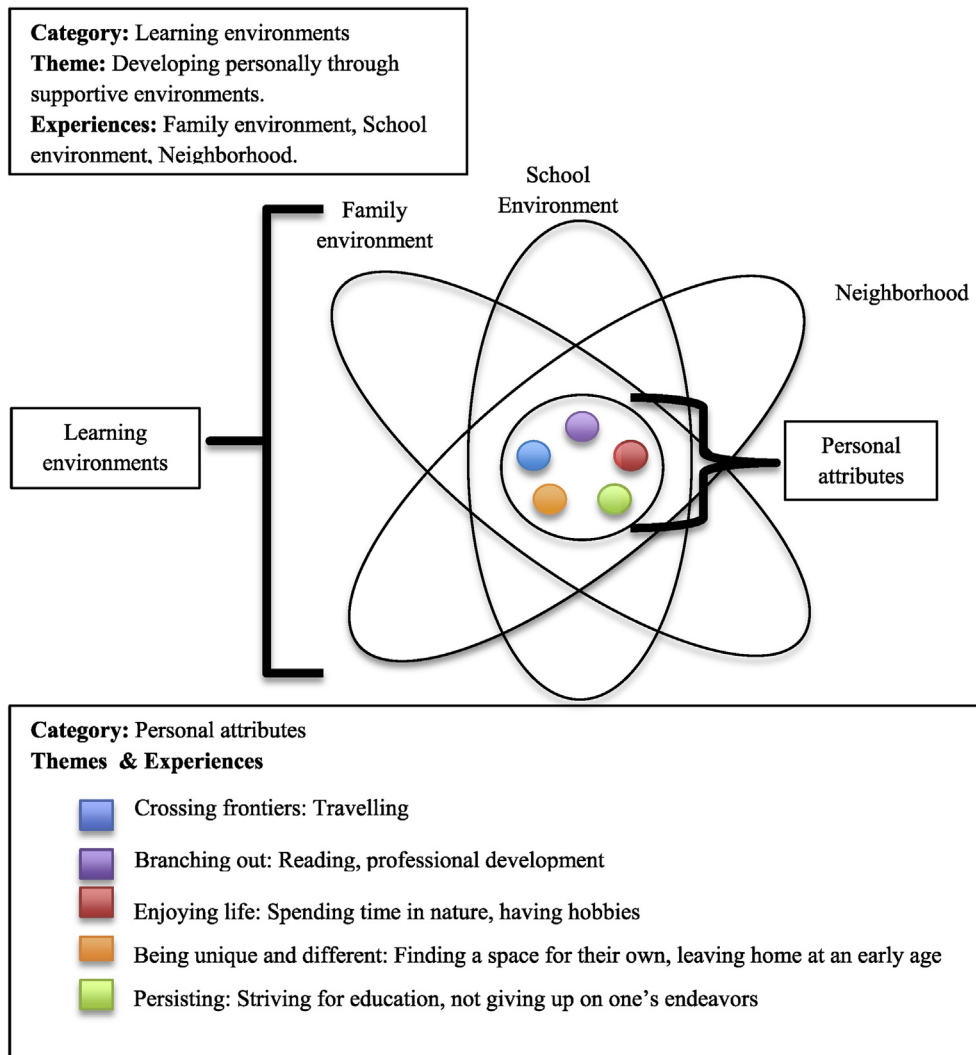 Category: Learning environments
Theme: Developing personally through
supportive environments.
Experiences: Family environment, School
environment, Neighborhood.
School
Environment
Family
environment
Neighborhood
Learning
environments
Personal
attributes
Category: Personal attributes
Themes & Experiences
Crossing frontiers: Travelling
Branching out: Reading, professional development
Enjoying life: Spending time in nature, having hobbies
Being unique and different: Finding a space for their own, leaving home at an early age
Persisting: Striving for education, not giving up on one’s endeavors